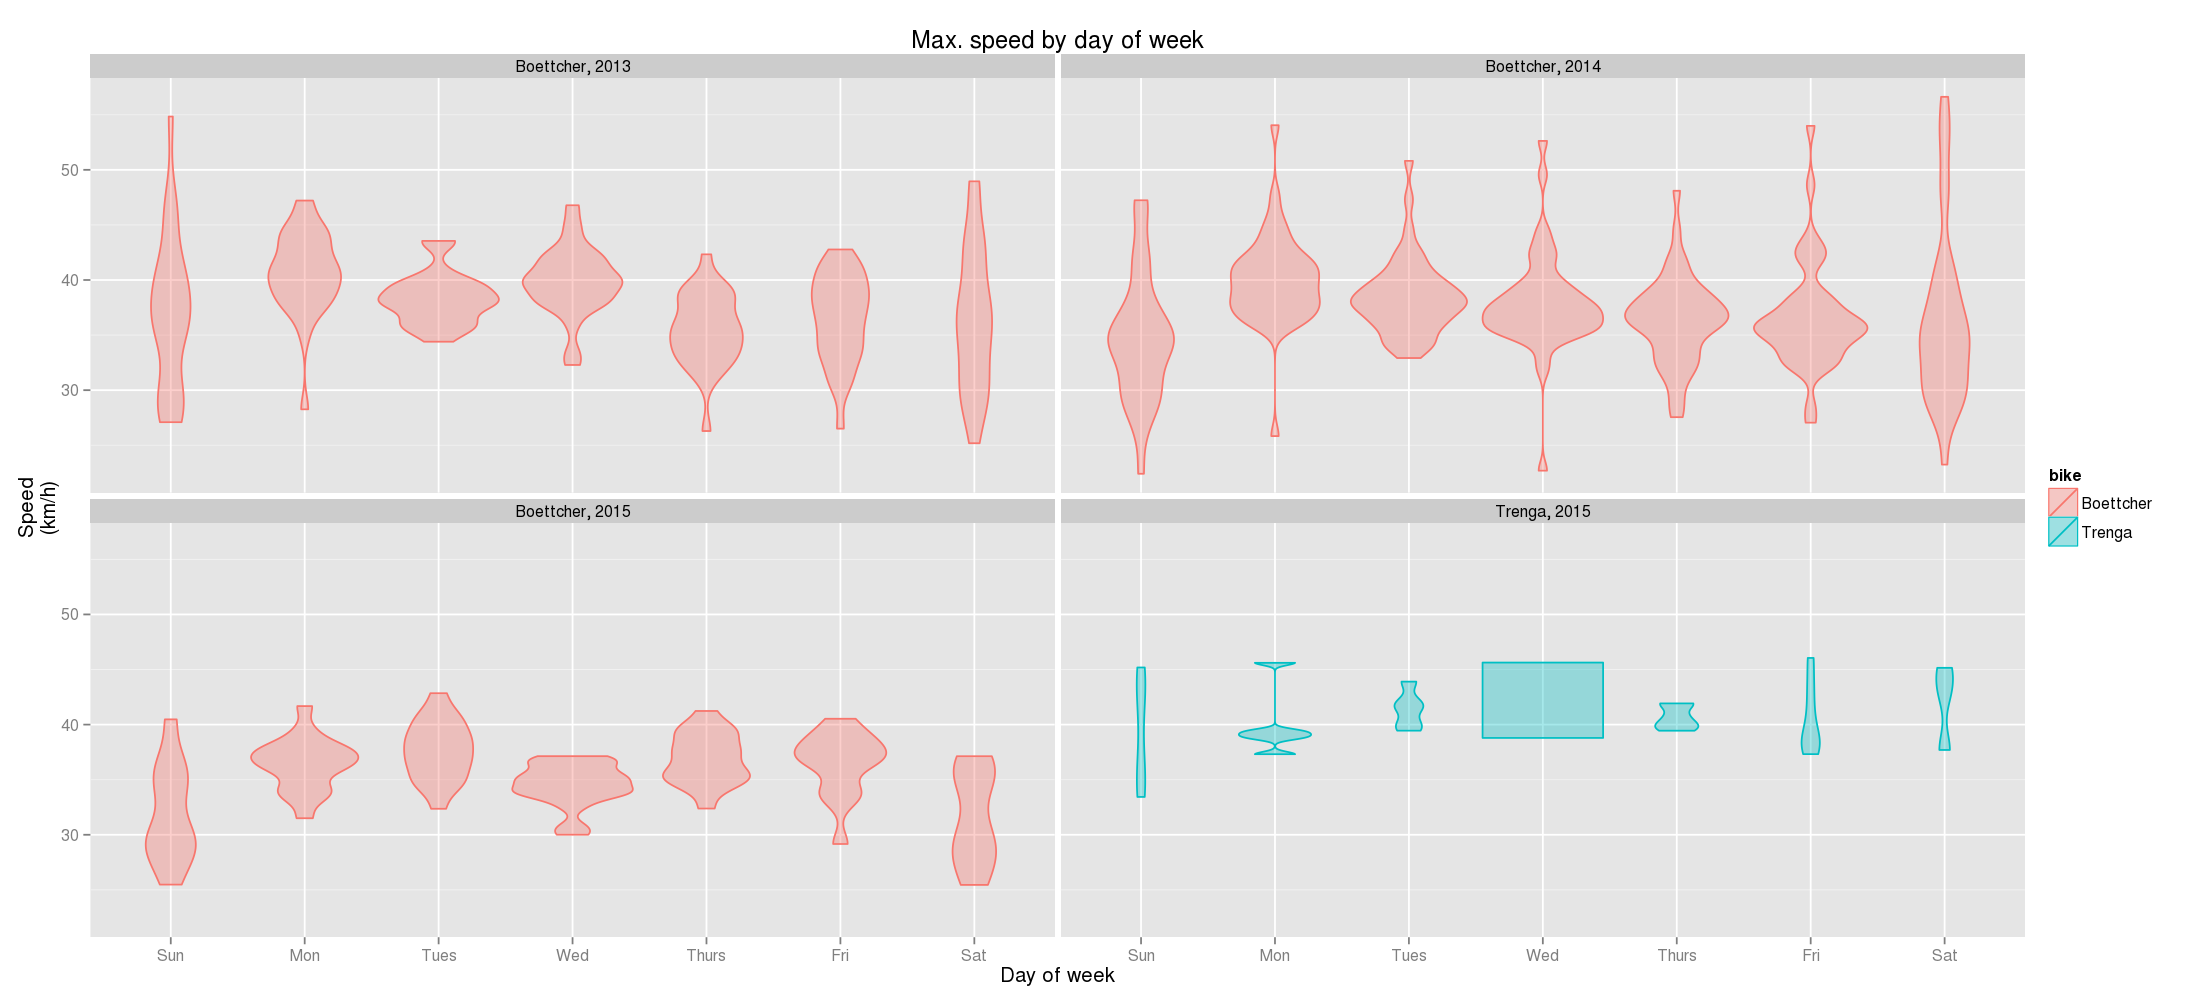 Max. speed by day of week
Boettcher, 2013
Boettcher, 2014
50
40
30
Boettcher, 2015
Trenga, 2015
50
40
30
Speed
(km/h)
Sun Mon Tues Wed Thurs Fri Sat
Sun Mon Tues Wed Thurs Fri Sat
Day of week
bike
Boettcher
Trenga